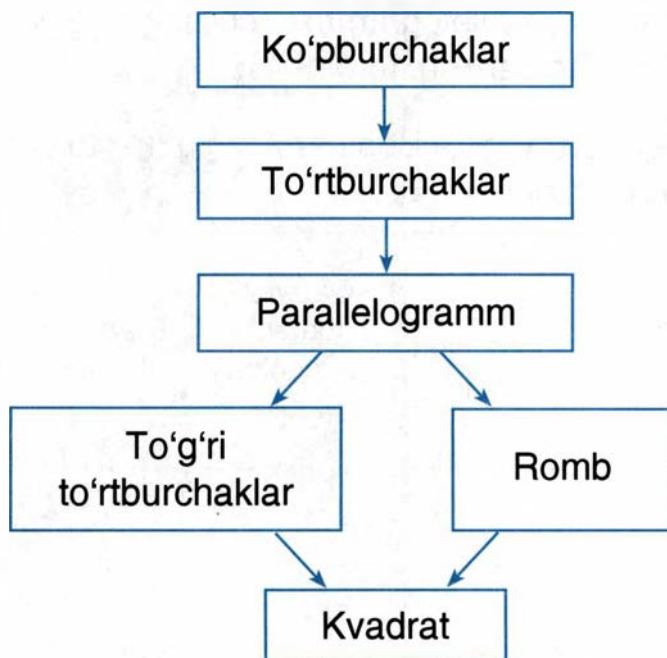 Ko‘pburchaklar
To‘rtburchaklar
Parallelogramm
To‘g‘ri
to‘rtburchaklar
Romb
Kvadrat